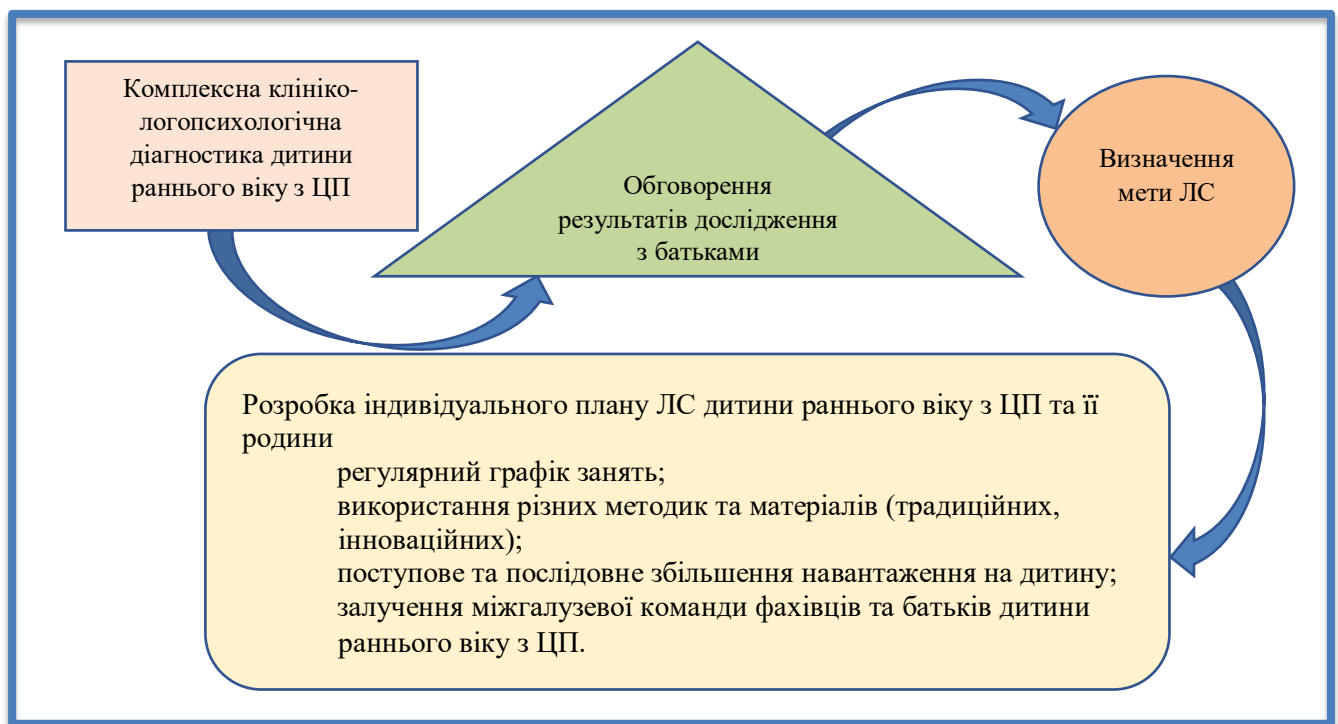 Комплексна клініко-
логопсихологічна
діагностика дитини
раннього віку з ЦП
Обговорення
результатів дослідження
з батьками
Визначення
мети ЛС
Розробка індивідуального плану ЛС дитини раннього віку з ЦП та її
родини
регулярний графік занять;
використання різних методик та матеріалів (традиційних,
інноваційних);
поступове та послідовне збільшення навантаження на дитину;
залучення міжгалузевої команди фахівців та батьків дитини
раннього віку з ЦП.